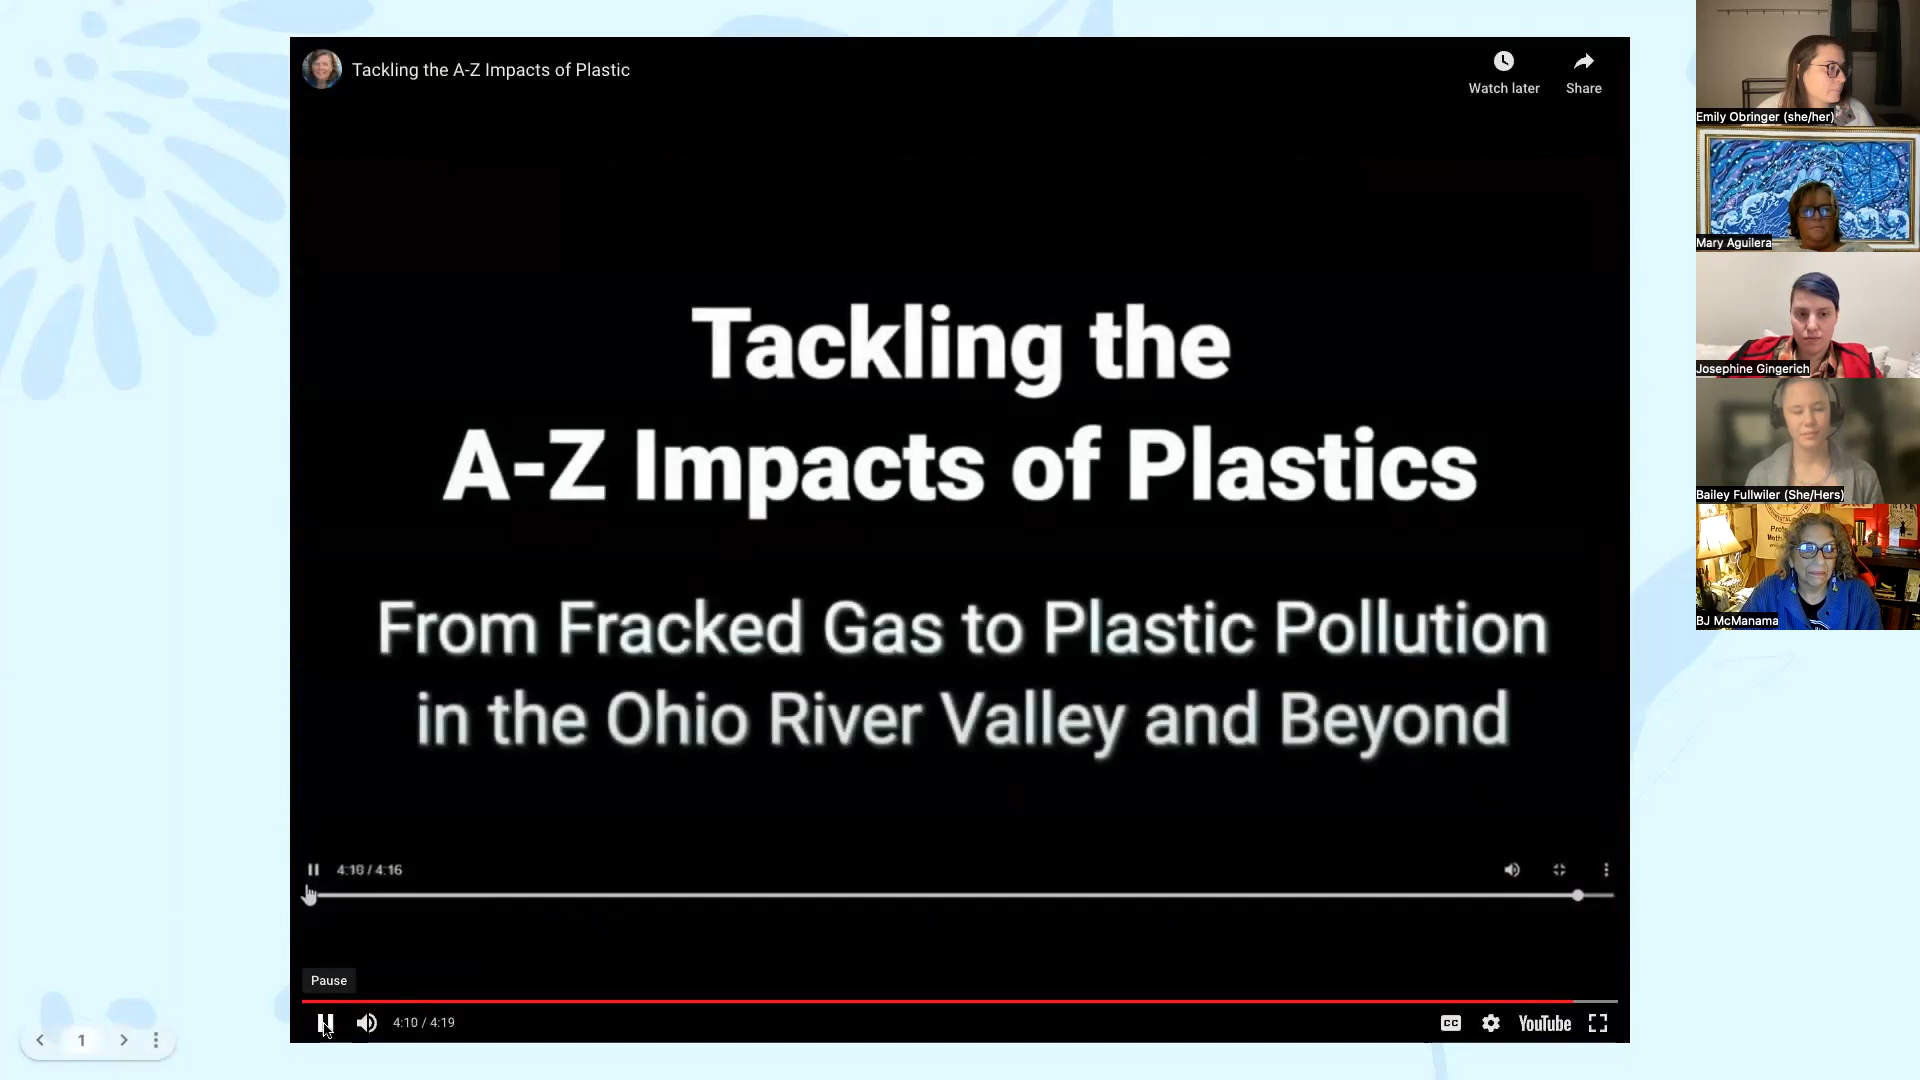 Tackling the A-Z Impacts of Plastic
Watch later
Share
Tackling the
A-Z Impacts of Plastics
From Fracked Gas to Plastic Pollution
in the Ohio River Valley and Beyond
4:10 / 4:16
Pause
4:10 / 4:19
CC
YouTube
1
Emily Obringer (she/her)
Mary Aguilera
Josephine Gingerich
Bailey Fullwiler (She/Hers)
BJ McManama